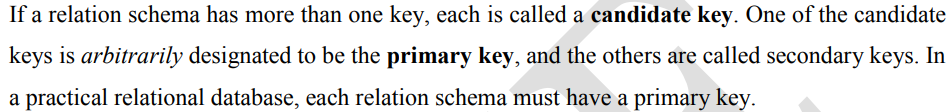 If a relation schema has more than one key, each is called a candidate key. One of the candidate
keys is arbitrarily designated to be the primary key, and the others are called secondary keys. In
a practical relational database, each relation schema must have a primary key.